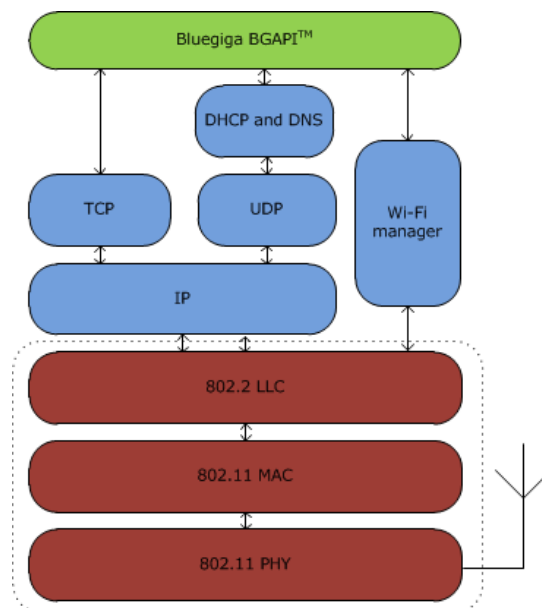 Bluegiga BGAPI™
DHCP and DNS
TCP
UDP
Wi-Fi
manager
IP
802.2 LLC
802.11 MAC
802.11 PHY